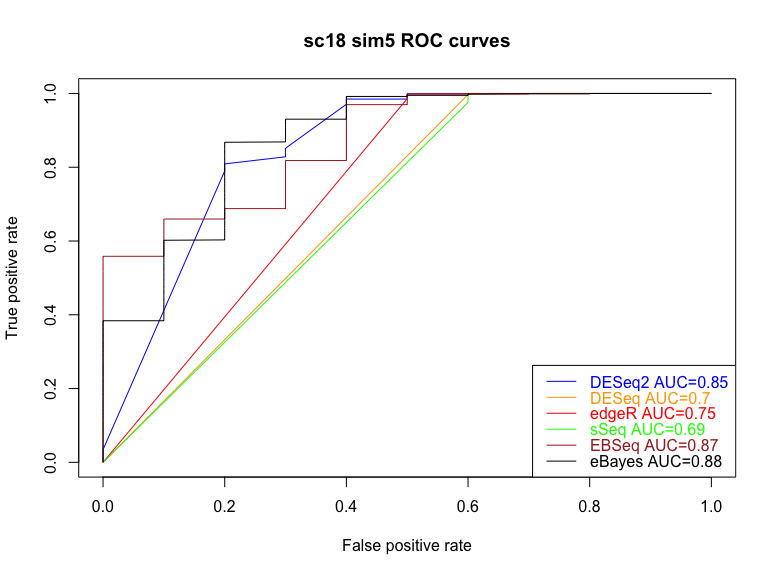 sc18 sim5 ROC curves
True positive rate
1.0
0.8
0.6
0.4
0.2
0.0
DESeq2 AUC=0.85
DESeq AUC=0.7
edgeR AUC=0.75
sSeq AUC=0.69
EBSeq AUC=0.87
eBayes AUC=0.88
0.0 0.2 0.4 0.6 0.8 1.0
False positive rate